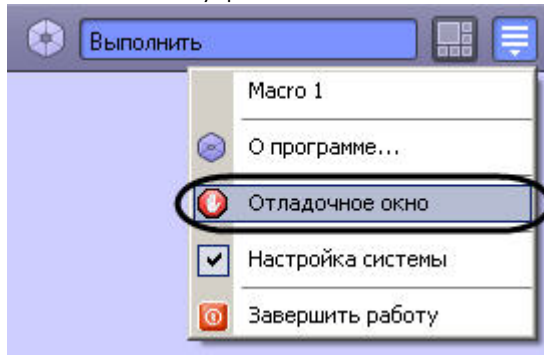 Выполнить
Macro 1
О программе...
Отладочное окно
Настройка системы
Завершить работу